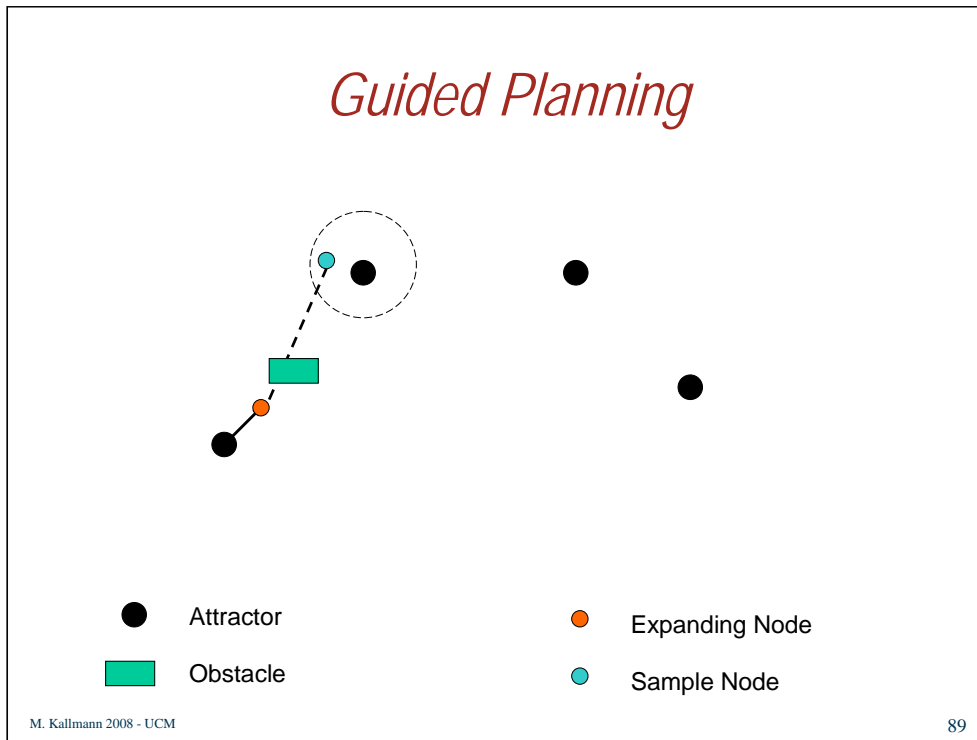 Guided Planning
Attractor
Expanding Node
Obstacle
Sample Node
M. Kallmann 2008 - UCM
89